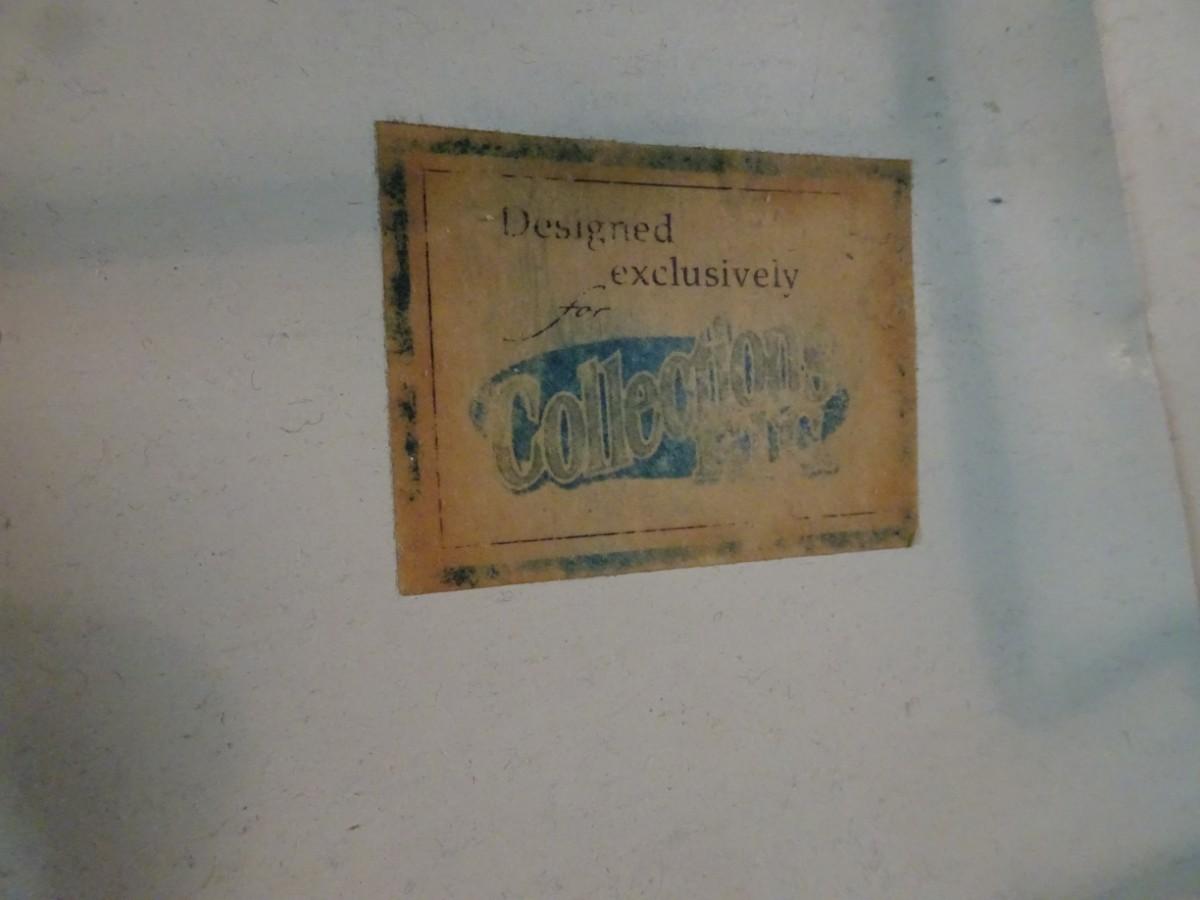 Designed
exclusively
for
Collections